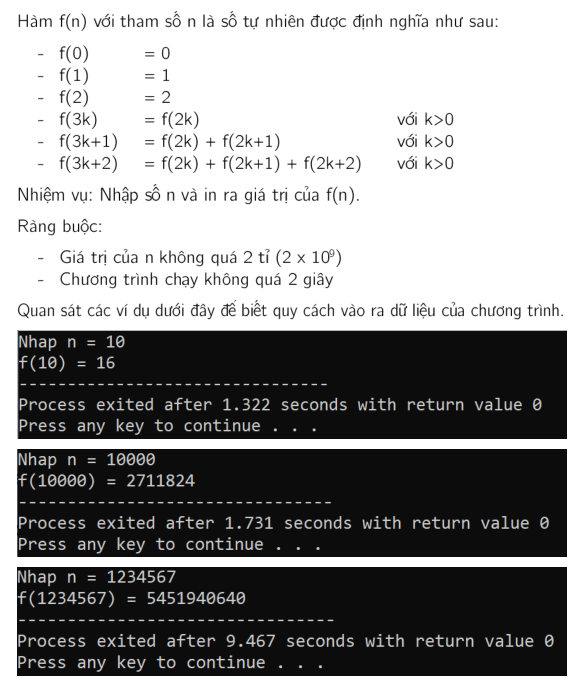 Hàm f(n) với tham số n là số tự nhiên được định nghĩa như sau:
- f(0) = 0
- f(1) = 1
- f(2) = 2
- f(3k) = f(2k) với k>0
- f(3k+1) = f(2k) + f(2k+1) với k>0
- f(3k+2) = f(2k) + f(2k+1) + f(2k+2) với k>0
Nhiệm vụ: Nhập số n và in ra giá trị của f(n).
Ràng buộc:
- Giá trị của n không quá 2 tỉ (2 x 10⁹)
- Chương trình chạy không quá 2 giây
Quan sát các ví dụ dưới đây để biết quy cách vào ra dữ liệu của chương trình.
Nhap n = 10
f(10) = 16
--------------------------------
Process exited after 1.322 seconds with return value 0
Press any key to continue . . .
Nhap n = 10000
f(10000) = 2711824
--------------------------------
Process exited after 1.731 seconds with return value 0
Press any key to continue . . .
Nhap n = 1234567
f(1234567) = 5451940640
--------------------------------
Process exited after 9.467 seconds with return value 0
Press any key to continue . . .